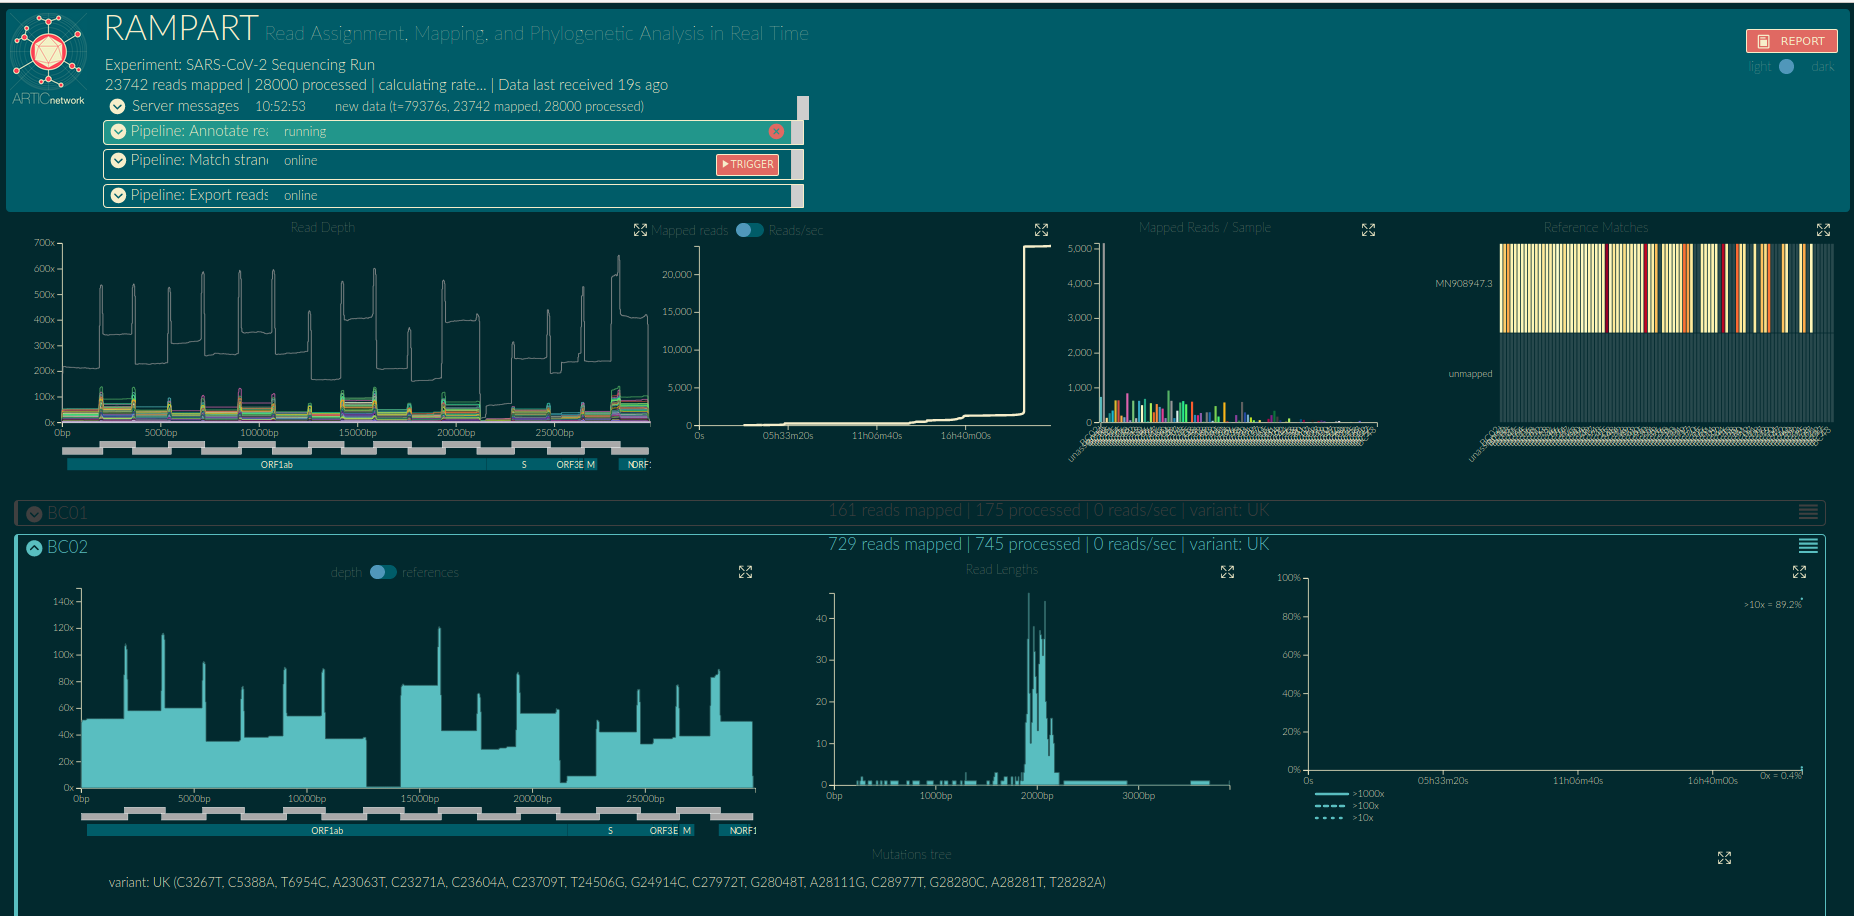 RAMPART Read Assignment, Mapping, and Phylogenetic Analysis in Real Time
ARTICnetwork
REPORT
light dark
Experiment: SARS-CoV-2 Sequencing Run
23742 reads mapped | 28000 processed | calculating rate... | Data last received 19s ago
Server messages 10:52:53 new data (t=79376s, 23742 mapped, 28000 processed)
Pipeline: Annotate rea running
Pipeline: Match stran online TRIGGER
Pipeline: Export reads online
Read Depth
700x
600x
500x
400x
300x
200x
100x
0x
0bp 5000bp 10000bp 15000bp 20000bp 25000bp
ORF1ab S ORF3E M NORF1
Mapped reads Reads/sec
20,000
15,000
10,000
5,000
0
0s 05h33m20s 11h06m40s 16h40m00s
Mapped Reads / Sample
5,000
4,000
3,000
2,000
1,000
0
Reference Matches
MN908947.3
unmapped
BC01 161 reads mapped | 175 processed | 0 reads/sec | variant: UK
BC02 729 reads mapped | 745 processed | 0 reads/sec | variant: UK
depth references
140x
120x
100x
80x
60x
40x
20x
0x
0bp 5000bp 10000bp 15000bp 20000bp 25000bp
ORF1ab S ORF3E M NORF1
Read Lengths
40
30
20
10
0
0bp 1000bp 2000bp 3000bp
100%
80%
60%
40%
20%
0%
>10x = 89.2%
0x = 0.4%
0s 05h33m20s 11h06m40s 16h40m00s
>1000x
>100x
>10x
Mutations tree
variant: UK (C3267T, C5388A, T6954C, A23063T, C23271A, C23604A, C23709T, T24506G, G24914C, C27972T, G28048T, A28111G, C28977T, G28280C, A28281T, T28282A)